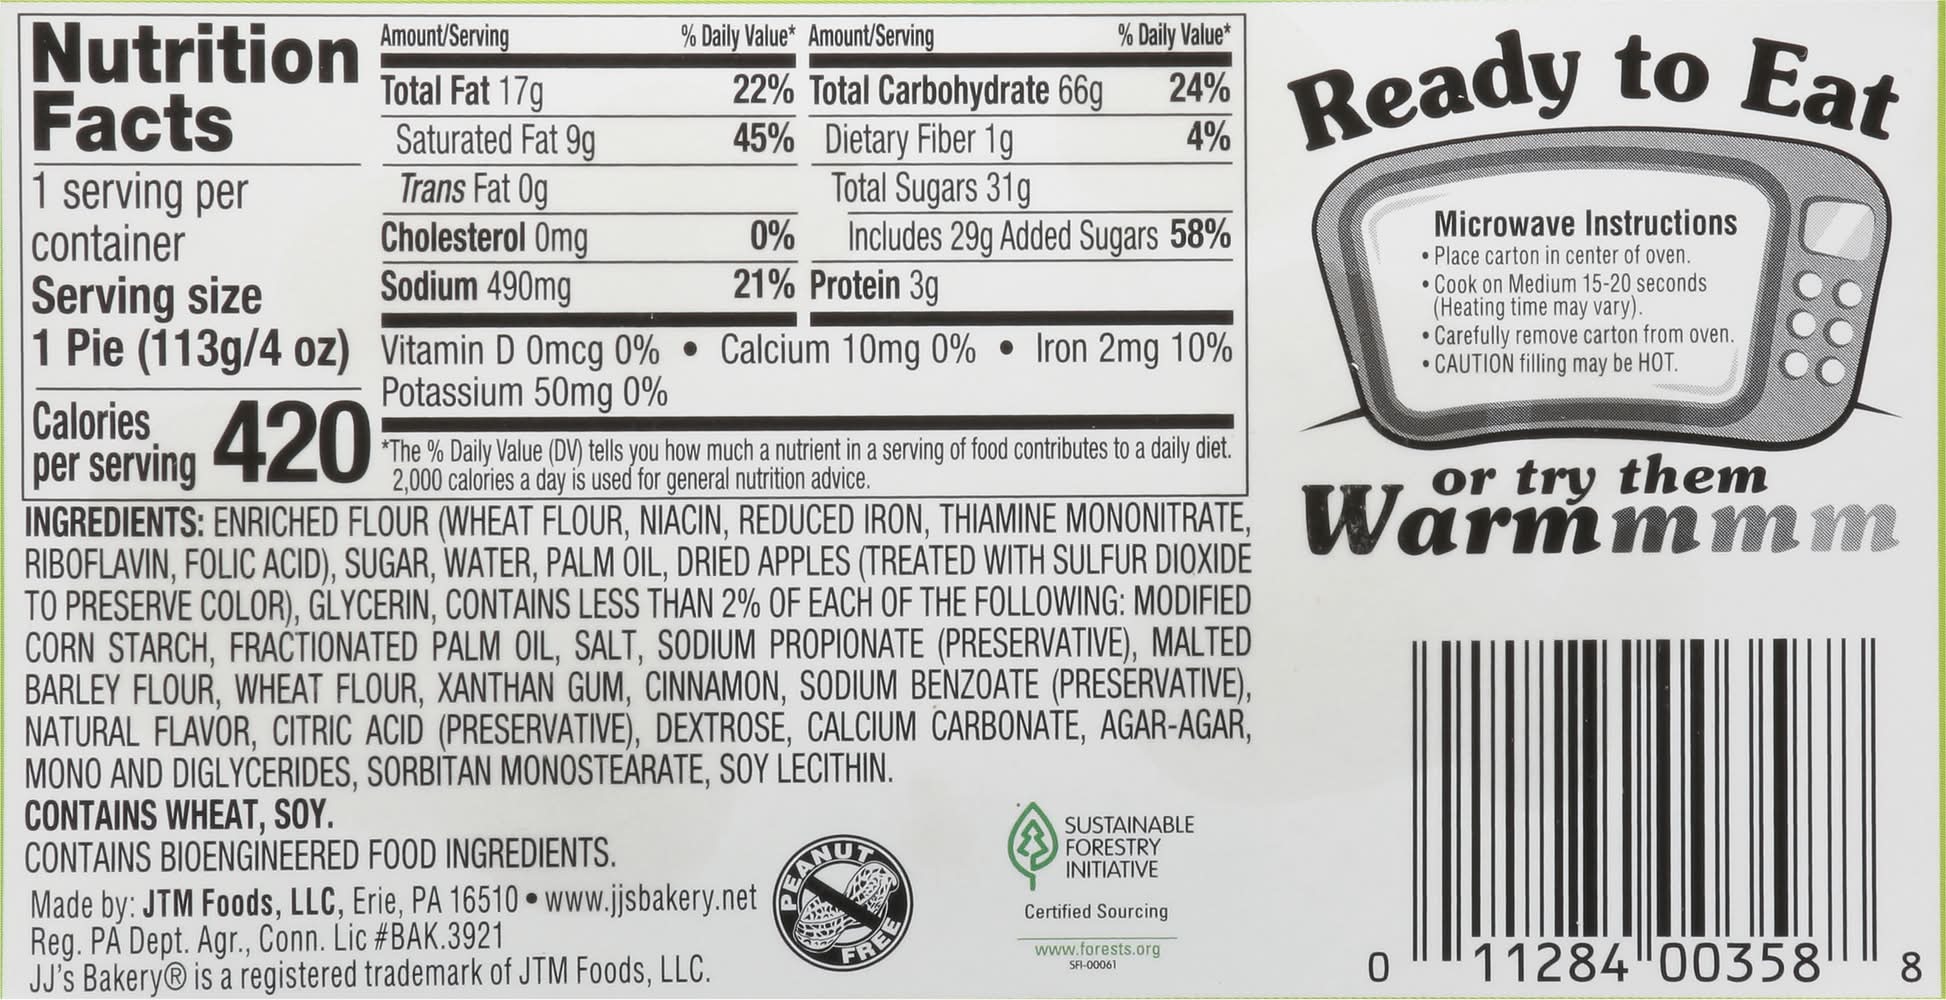 Nutrition
Facts
1 serving per
container
Serving size
1 Pie (113g/4 oz)
Calories
per serving 420
Amount/Serving % Daily Value*
Total Fat 17g 22%
Saturated Fat 9g 45%
Trans Fat 0g
Cholesterol 0mg 0%
Sodium 490mg 21%
Amount/Serving % Daily Value*
Total Carbohydrate 66g 24%
Dietary Fiber 1g 4%
Total Sugars 31g
Includes 29g Added Sugars 58%
Protein 3g
Vitamin D 0mcg 0% • Calcium 10mg 0% • Iron 2mg 10%
Potassium 50mg 0%
*The % Daily Value (DV) tells you how much a nutrient in a serving of food contributes to a daily diet.
2,000 calories a day is used for general nutrition advice.
INGREDIENTS: ENRICHED FLOUR (WHEAT FLOUR, NIACIN, REDUCED IRON, THIAMINE MONONITRATE,
RIBOFLAVIN, FOLIC ACID), SUGAR, WATER, PALM OIL, DRIED APPLES (TREATED WITH SULFUR DIOXIDE
TO PRESERVE COLOR), GLYCERIN, CONTAINS LESS THAN 2% OF EACH OF THE FOLLOWING: MODIFIED
CORN STARCH, FRACTIONATED PALM OIL, SALT, SODIUM PROPIONATE (PRESERVATIVE), MALTED
BARLEY FLOUR, WHEAT FLOUR, XANTHAN GUM, CINNAMON, SODIUM BENZOATE (PRESERVATIVE),
NATURAL FLAVOR, CITRIC ACID (PRESERVATIVE), DEXTROSE, CALCIUM CARBONATE, AGAR-AGAR,
MONO AND DIGLYCERIDES, SORBITAN MONOSTEARATE, SOY LECITHIN.
CONTAINS WHEAT, SOY.
CONTAINS BIOENGINEERED FOOD INGREDIENTS.
Made by: JTM Foods, LLC, Erie, PA 16510 • www.jjsbakery.net
Reg. PA Dept. Agr., Conn. Lic #BAK.3921
JJ's Bakery® is a registered trademark of JTM Foods, LLC.
PEANUT
FREE
SUSTAINABLE
FORESTRY
INITIATIVE
Certified Sourcing
www.forests.org
SFI-00061
Ready to Eat
Microwave Instructions
• Place carton in center of oven.
• Cook on Medium 15-20 seconds
(Heating time may vary).
• Carefully remove carton from oven.
• CAUTION filling may be HOT.
or try them
Warmmmm
0 11284 00358 8